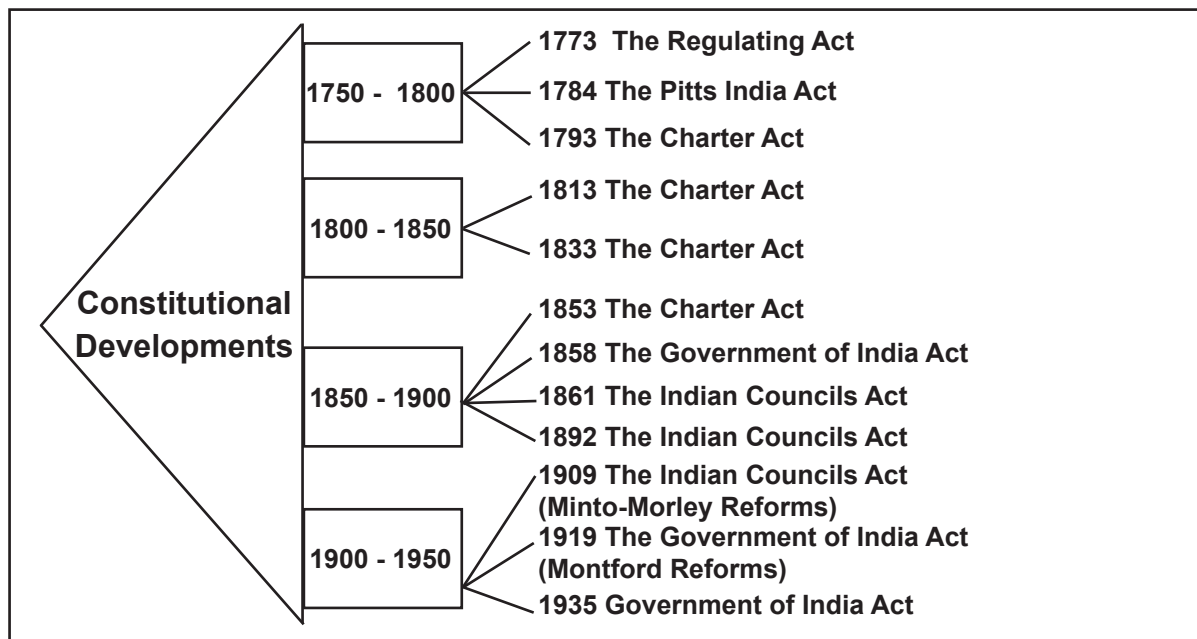 Constitutional
Developments
1750 - 1800
1773 The Regulating Act
1784 The Pitts India Act
1793 The Charter Act
1800 - 1850
1813 The Charter Act
1833 The Charter Act
1850 - 1900
1853 The Charter Act
1858 The Government of India Act
1861 The Indian Councils Act
1892 The Indian Councils Act
1900 - 1950
1909 The Indian Councils Act
(Minto-Morley Reforms)
1919 The Government of India Act
(Montford Reforms)
1935 Government of India Act